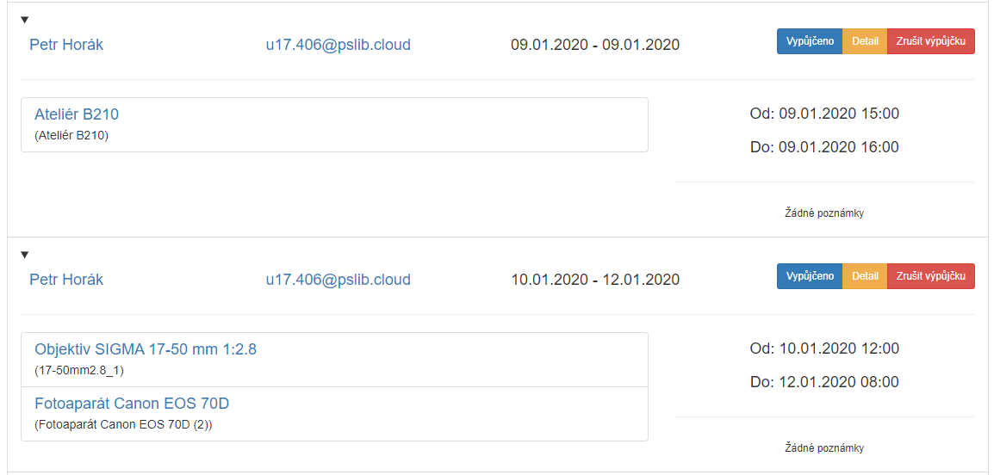 Petr Horák u17.406@pslib.cloud 09.01.2020 - 09.01.2020 Vypůjčeno Detail Zrušit výpůjčku
Ateliér B210
(Ateliér B210)
Od: 09.01.2020 15:00
Do: 09.01.2020 16:00
Žádné poznámky
Petr Horák u17.406@pslib.cloud 10.01.2020 - 12.01.2020 Vypůjčeno Detail Zrušit výpůjčku
Objektiv SIGMA 17-50 mm 1:2.8
(17-50mm2.8_1)
Fotoaparát Canon EOS 70D
(Fotoaparát Canon EOS 70D (2))
Od: 10.01.2020 12:00
Do: 12.01.2020 08:00
Žádné poznámky